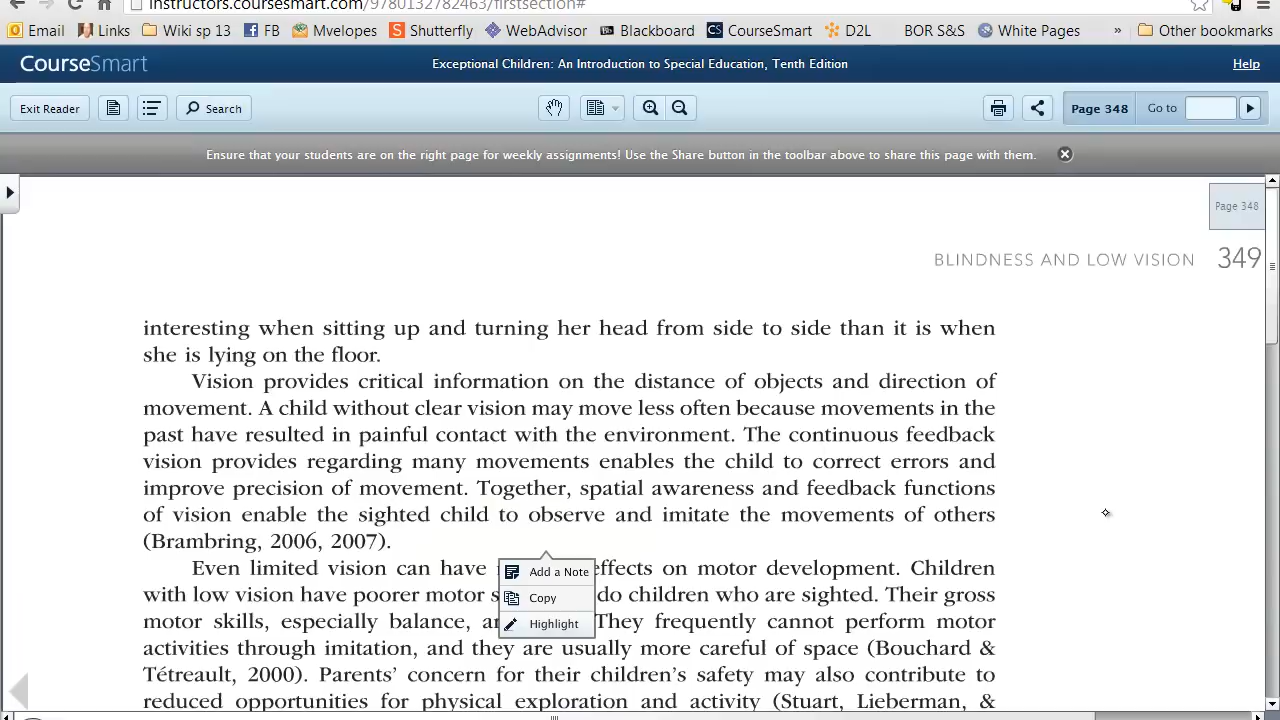 instructors.coursesmart.com/9780132782463/firstsection#
Email Links Wiki sp 13 FB Mvelopes Shutterfly WebAdvisor Blackboard CourseSmart D2L BOR S&S White Pages » Other bookmarks
CourseSmart Exceptional Children: An Introduction to Special Education, Tenth Edition Help
Exit Reader Search Page 348 Go to
Ensure that your students are on the right page for weekly assignments! Use the Share button in the toolbar above to share this page with them.
Page 348
BLINDNESS AND LOW VISION 349
interesting when sitting up and turning her head from side to side than it is when
she is lying on the floor.
Vision provides critical information on the distance of objects and direction of
movement. A child without clear vision may move less often because movements in the
past have resulted in painful contact with the environment. The continuous feedback
vision provides regarding many movements enables the child to correct errors and
improve precision of movement. Together, spatial awareness and feedback functions
of vision enable the sighted child to observe and imitate the movements of others
(Brambring, 2006, 2007).
Even limited vision can have effects on motor development. Children
with low vision have poorer motor do children who are sighted. Their gross
motor skills, especially balance, They frequently cannot perform motor
activities through imitation, and they are usually more careful of space (Bouchard &
Tétreault, 2000). Parents’ concern for their children’s safety may also contribute to
reduced opportunities for physical exploration and activity (Stuart, Lieberman, &
Add a Note
Copy
Highlight